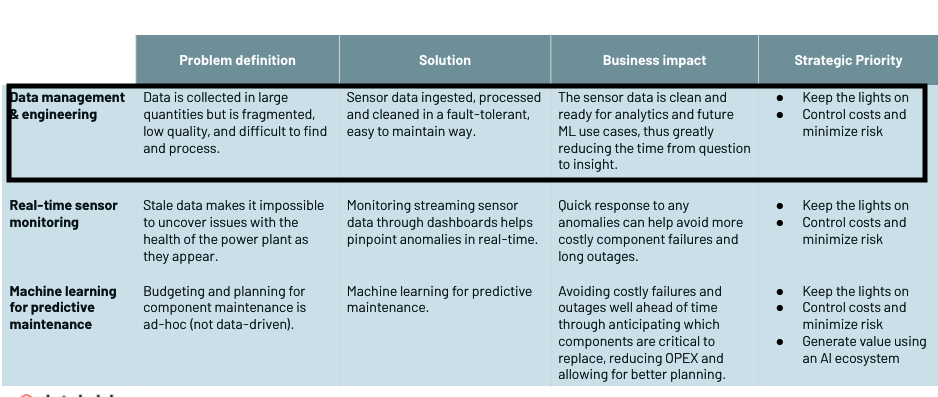 Problem definition
Solution
Business impact
Strategic Priority
Data management
& engineering
Data is collected in large
quantities but is fragmented,
low quality, and difficult to find
and process.
Sensor data ingested, processed
and cleaned in a fault-tolerant,
easy to maintain way.
The sensor data is clean and
ready for analytics and future
ML use cases, thus greatly
reducing the time from question
to insight.
● Keep the lights on
● Control costs and
minimize risk
Real-time sensor
monitoring
Stale data makes it impossible
to uncover issues with the
health of the power plant as
they appear.
Monitoring streaming sensor
data through dashboards helps
pinpoint anomalies in real-time.
Quick response to any
anomalies can help avoid more
costly component failures and
long outages.
● Keep the lights on
● Control costs and
minimize risk
Machine learning
for predictive
maintenance
Budgeting and planning for
component maintenance is
ad-hoc (not data-driven).
Machine learning for predictive
maintenance.
Avoiding costly failures and
outages well ahead of time
through anticipating which
components are critical to
replace, reducing OPEX and
allowing for better planning.
● Keep the lights on
● Control costs and
minimize risk
● Generate value using
an AI ecosystem